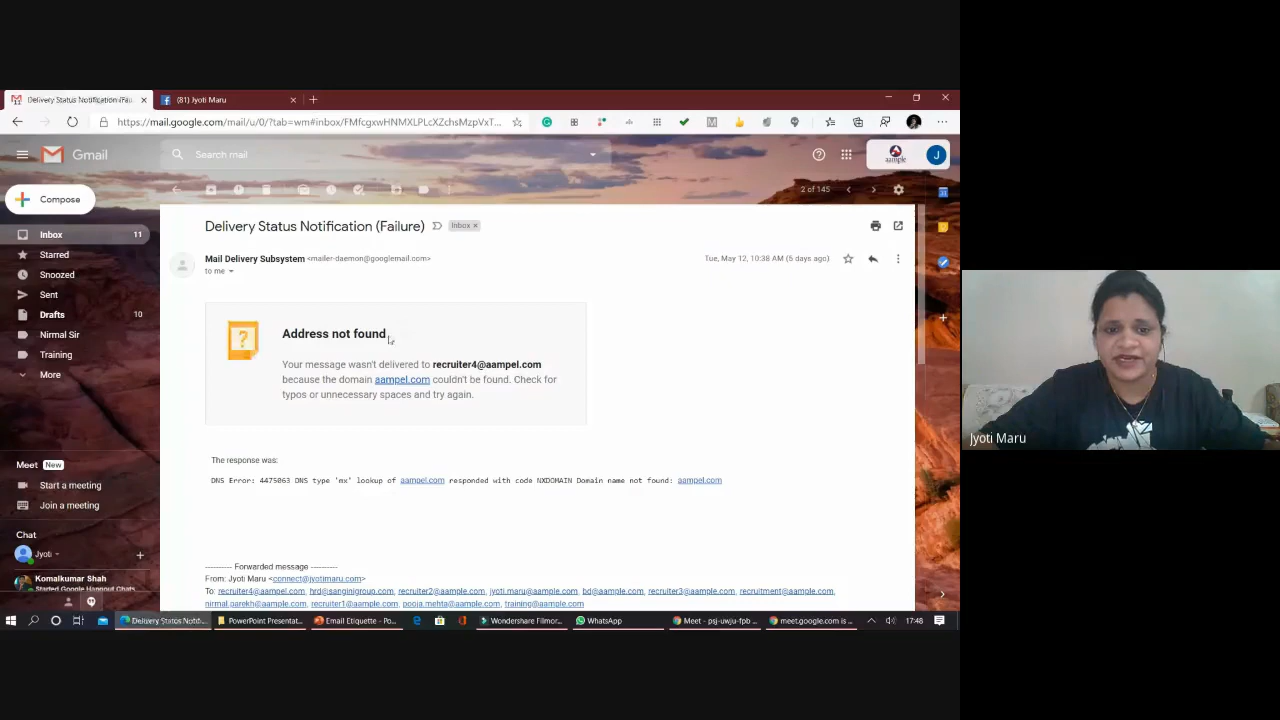 Delivery Status Notification (Fai
(81) Jyoti Maru
https://mail.google.com/mail/u/0/?tab=wm#inbox/FMfcgxwHNMXLPLcXZchsMzpVxT...
Gmail
Search mail
aample
J
Compose
2 of 145
Inbox 11
Starred
Snoozed
Sent
Drafts 10
Nirmal Sir
Training
More
Meet New
Start a meeting
Join a meeting
Chat
Jyoti
Komalkumar Shah
Started Google Hangout Chats
Delivery Status Notification (Failure) Inbox x
Mail Delivery Subsystem <mailer-daemon@googlemail.com>
Tue, May 12, 10:38 AM (5 days ago)
to me
Address not found
Your message wasn't delivered to recruiter4@aampel.com
because the domain aampel.com couldn't be found. Check for
typos or unnecessary spaces and try again.
The response was:
DNS Error: 4475063 DNS type 'mx' lookup of aampel.com responded with code NXDOMAIN Domain name not found: aampel.com
---------- Forwarded message ----------
From: Jyoti Maru <connect@jyotimaru.com>
To: recruiter4@aampel.com, hrd@sanginigroup.com, recruiter2@aample.com, jyoti.maru@aample.com, bd@aample.com, recruiter3@aample.com, recruitment@aample.com,
nirmal.parekh@aample.com, recruiter1@aample.com, pooja.mehta@aample.com, training@aample.com
Delivery Status Notifi...
PowerPoint Presentat...
Email Etiquette - Po...
Wondershare Filmor...
WhatsApp
Meet - psj-uwju-fpb
meet.google.com is ...
17:48
Jyoti Maru